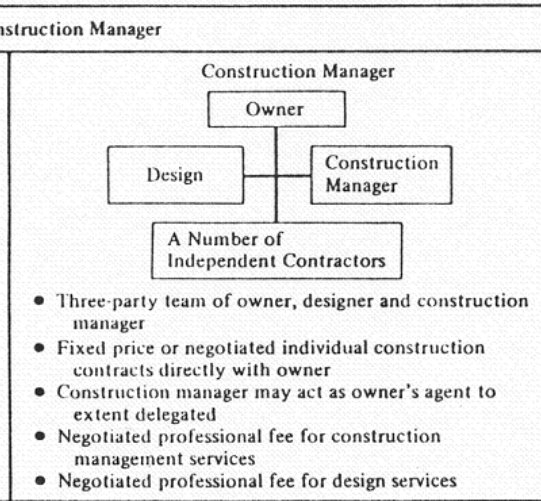 nstruction Manager
Construction Manager
Owner
Design
Construction
Manager
A Number of
Independent Contractors
• Three-party team of owner, designer and construction
manager
• Fixed price or negotiated individual construction
contracts directly with owner
• Construction manager may act as owner's agent to
extent delegated
• Negotiated professional fee for construction
management services
• Negotiated professional fee for design services